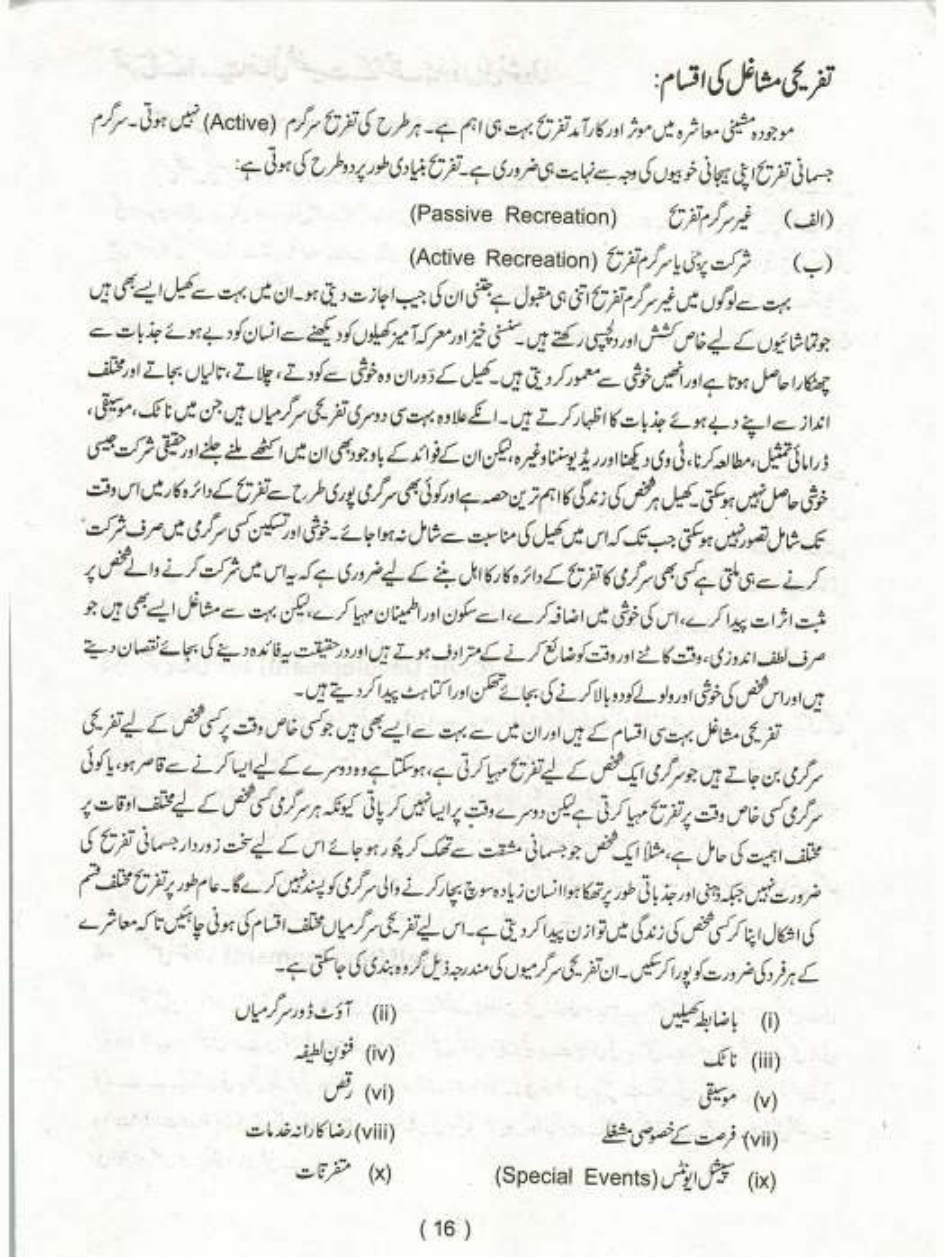 تفریحی مشاغل کی اقسام:
موجودہ مشینی معاشرہ میں موثر اور کارآمد تفریح بہت ہی اہم ہے۔ ہر طرح کی تفریح سرگرم (Active) نہیں ہوتی۔ سرگرم
جسمانی تفریح اپنی ہیجانی خوبیوں کی وجہ سے نہایت ہی ضروری ہے۔ تفریح بنیادی طور پر دو طرح کی ہوتی ہے:
(الف) غیر سرگرم تفریح (Passive Recreation)
(ب) شرکت پر مبنی یا سرگرم تفریح (Active Recreation)
بہت سے لوگوں میں غیر سرگرم تفریح اتنی ہی مقبول ہے جتنی ان کی جیب اجازت دیتی ہو۔ ان میں بہت سے کھیل ایسے بھی ہیں
جو تماشائیوں کے لیے خاص کشش اور دلچسپی رکھتے ہیں۔ سنسنی خیز اور معرکہ آمیز کھیلوں کو دیکھنے سے انسان کو دبے ہوئے جذبات سے
چھٹکارا حاصل ہوتا ہے اور انھیں خوشی سے معمور کر دیتی ہیں۔ کھیل کے دَوران وہ خوشی سے کودتے، چلاتے، تالیاں بجاتے اور مختلف
انداز سے اپنے دبے ہوئے جذبات کا اظہار کرتے ہیں۔ انکے علاوہ بہت سی دوسری تفریحی سرگرمیاں ہیں جن میں ناٹک، موسیقی،
ڈرامائی تمثیل، مطالعہ کرنا، ٹی وی دیکھنا اور ریڈیو سننا وغیرہ، لیکن ان کے فوائد کے باوجود بھی ان میں اکٹھے ملنے جلنے اور حقیقی شرکت جیسی
خوشی حاصل نہیں ہو سکتی۔ کھیل ہر شخص کی زندگی کا اہم ترین حصہ ہے اور کوئی بھی سرگرمی پوری طرح سے تفریح کے دائرہ کار میں اس وقت
تک شامل تصور نہیں ہو سکتی جب تک کہ اس میں کھیل کی مناسبت سے شامل نہ ہوا جائے۔ خوشی اور تسکین کسی سرگرمی میں صرف شرکت
کرنے سے ہی ملتی ہے کسی بھی سرگرمی کا تفریح کے دائرہ کار کا اہل بننے کے لیے ضروری ہے کہ یہ اس میں شرکت کرنے والے شخص پر
مثبت اثرات پیدا کرے، اس کی خوشی میں اضافہ کرے، اسے سکون اور اطمینان مہیا کرے، لیکن بہت سے مشاغل ایسے بھی ہیں جو
صرف لطف اندوزی، وقت کاٹنے اور وقت کو ضائع کرنے کے مترادف ہوتے ہیں اور درحقیقت یہ فائدہ دینے کی بجائے نقصان دیتے
ہیں اور اس شخص کی خوشی اور ولولے کو دوبالا کرنے کی بجائے تھکن اور اکتاہٹ پیدا کر دیتے ہیں۔
تفریحی مشاغل بہت سی اقسام کے ہیں اور ان میں سے بہت سے ایسے بھی ہیں جو کسی خاص وقت پر کسی شخص کے لیے تفریحی
سرگرمی بن جاتے ہیں جو سرگرمی ایک شخص کے لیے تفریح مہیا کرتی ہے، ہو سکتا ہے وہ دوسرے کے لیے ایسا کرنے سے قاصر ہو، یا کوئی
سرگرمی کسی خاص وقت پر تفریح مہیا کرتی ہے لیکن دوسرے وقت پر ایسا نہیں کر پاتی کیونکہ ہر سرگرمی کسی شخص کے لیے مختلف اوقات پر
مختلف اہمیت کی حامل ہے، مثلاً ایک شخص جو جسمانی مشقت سے تھک کر چُور ہو جائے اس کے لیے سخت زوردار جسمانی تفریح کی
ضرورت نہیں جبکہ ذہنی اور جذباتی طور پر تھکا ہوا انسان زیادہ سوچ بچار کرنے والی سرگرمی کو پسند نہیں کرے گا۔ عام طور پر تفریح مختلف قسم
کی اشکال اپنا کر کسی شخص کی زندگی میں توازن پیدا کر دیتی ہے۔ اس لیے تفریحی سرگرمیاں مختلف اقسام کی ہونی چاہئیں تاکہ معاشرے
کے ہر فرد کی ضرورت کو پورا کر سکیں۔ ان تفریحی سرگرمیوں کی مندرجہ ذیل گروہ بندی کی جا سکتی ہے۔
(i) باضابطہ کھیلیں (ii) آؤٹ ڈور سرگرمیاں
(iii) ناٹک (iv) فنونِ لطیفہ
(v) موسیقی (vi) رقص
(vii) فرصت کے خصوصی مشغلے (viii) رضا کارانہ خدمات
(ix) سپیشل ایونٹس (Special Events) (x) متفرقات
( 16 )